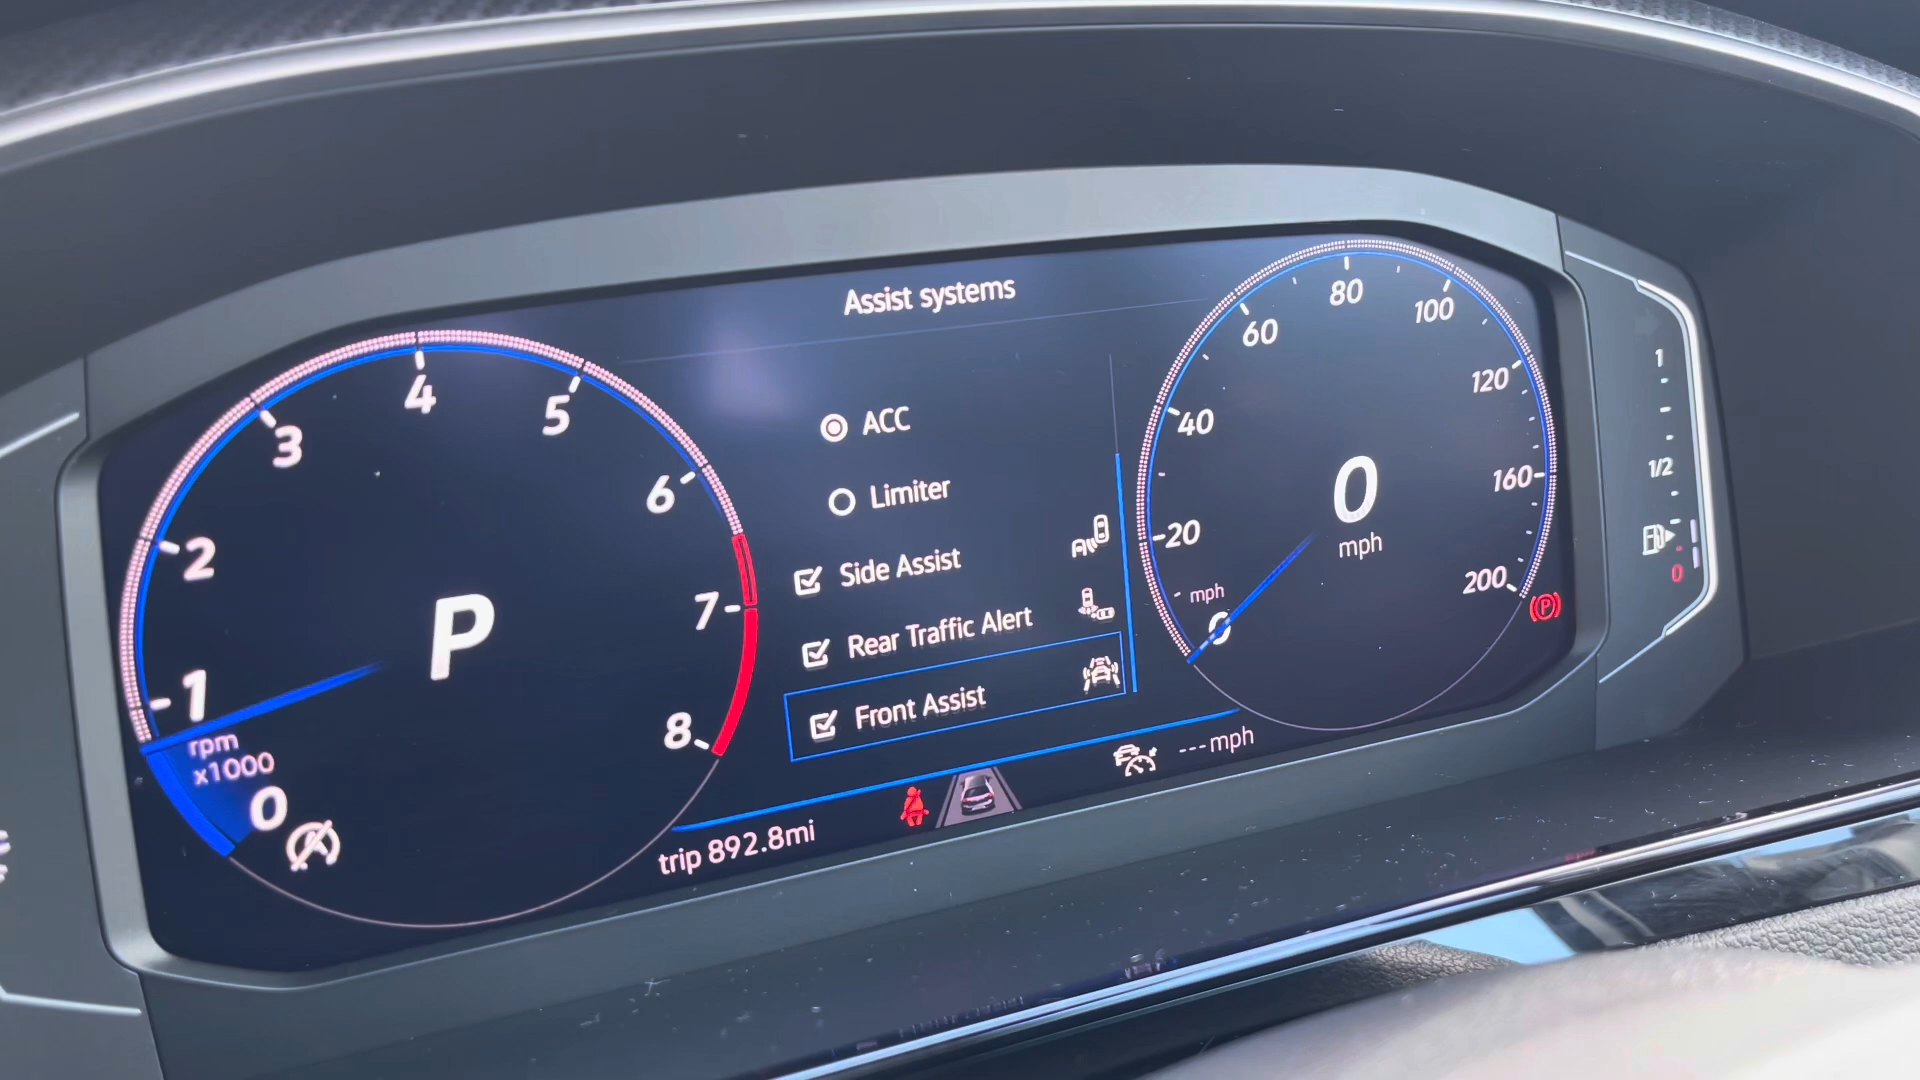 Assist systems
ACC
Limiter
Side Assist
Rear Traffic Alert
Front Assist
trip 892.8mi
--- mph
1
2
3
4
5
6
7
8
0
rpm
x1000
P
0
20
40
60
80
100
120
160
200
mph
0
mph
(P)
1
1/2
0